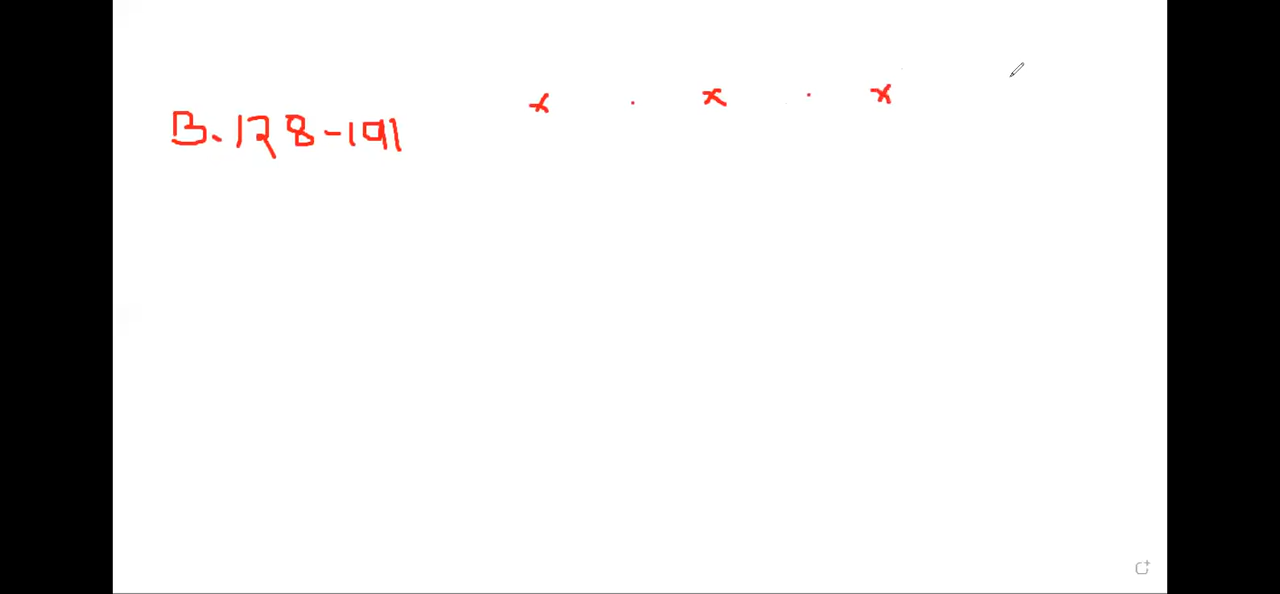 x . x . x
B. 128-191